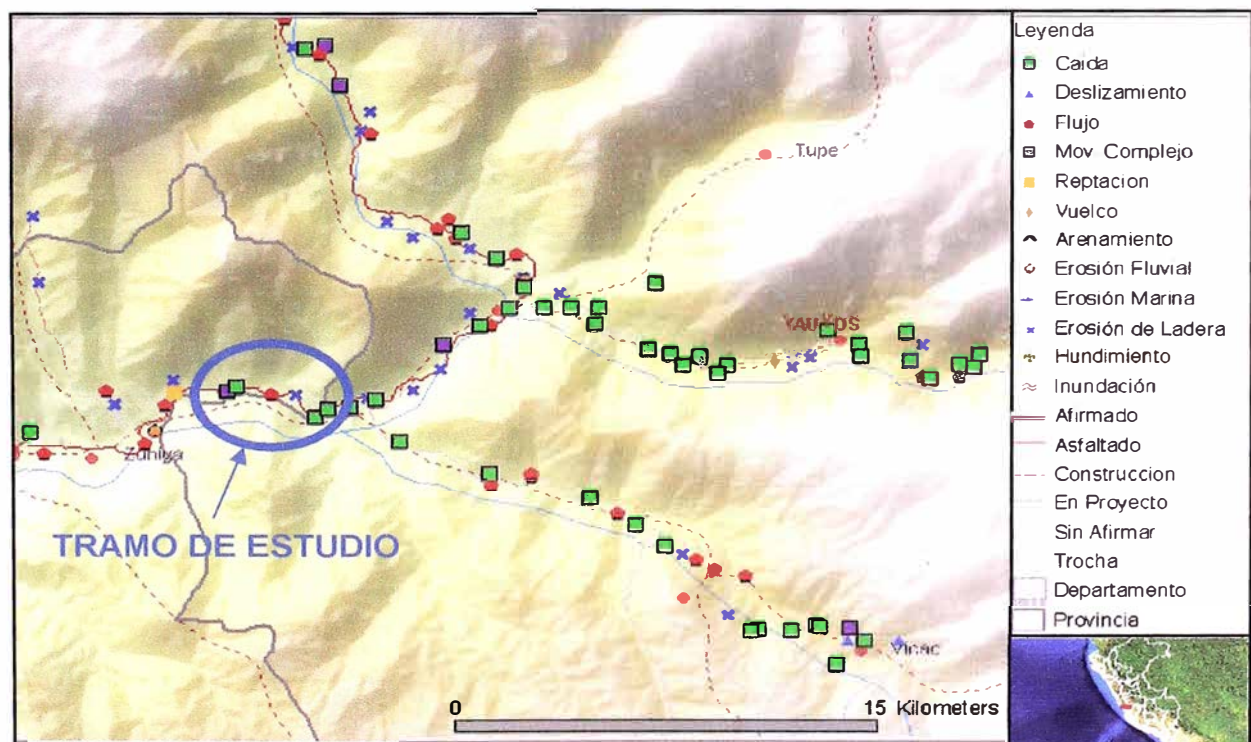 Tupe
YAUYOS
Zuñiga
TRAMO DE ESTUDIO
Vinac
0
15 Kilometers
Leyenda
Caida
Deslizamiento
Flujo
Mov Complejo
Reptacion
Vuelco
Arenamiento
Erosión Fluvial
Erosión Marina
Erosión de Ladera
Hundimiento
Inundación
Afirmado
Asfaltado
Construccion
En Proyecto
Sin Afirmar
Trocha
Departamento
Provincia